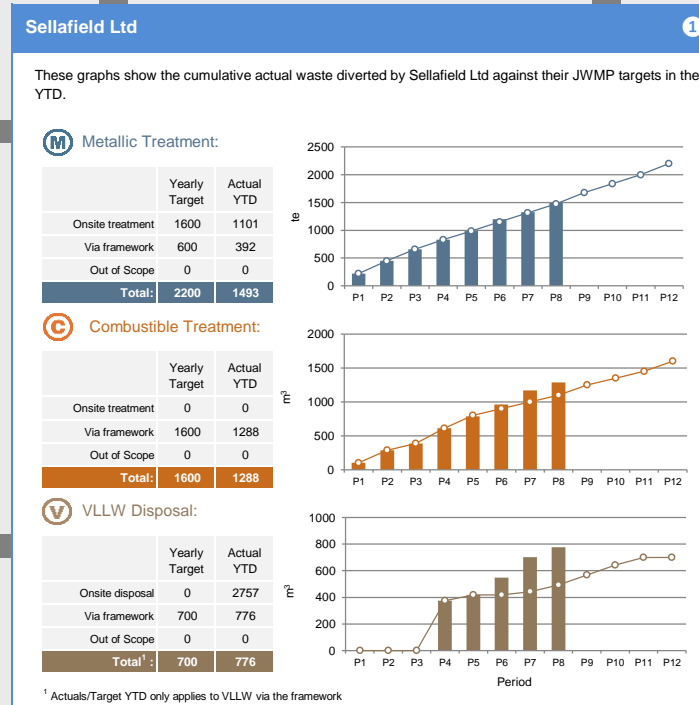 Sellafield Ltd
1
These graphs show the cumulative actual waste diverted by Sellafield Ltd against their JWMP targets in the
YTD.
M Metallic Treatment:
Yearly Target Actual YTD
Onsite treatment 1600 1101
Via framework 600 392
Out of Scope 0 0
Total: 2200 1493
te
2500
2000
1500
1000
500
0
P1 P2 P3 P4 P5 P6 P7 P8 P9 P10 P11 P12
C Combustible Treatment:
Yearly Target Actual YTD
Onsite treatment 0 0
Via framework 1600 1288
Out of Scope 0 0
Total: 1600 1288
m³
2000
1500
1000
500
0
P1 P2 P3 P4 P5 P6 P7 P8 P9 P10 P11 P12
V VLLW Disposal:
Yearly Target Actual YTD
Onsite disposal 0 2757
Via framework 700 776
Out of Scope 0 0
Total¹ : 700 776
m³
1000
800
600
400
200
0
P1 P2 P3 P4 P5 P6 P7 P8 P9 P10 P11 P12
Period
¹ Actuals/Target YTD only applies to VLLW via the framework